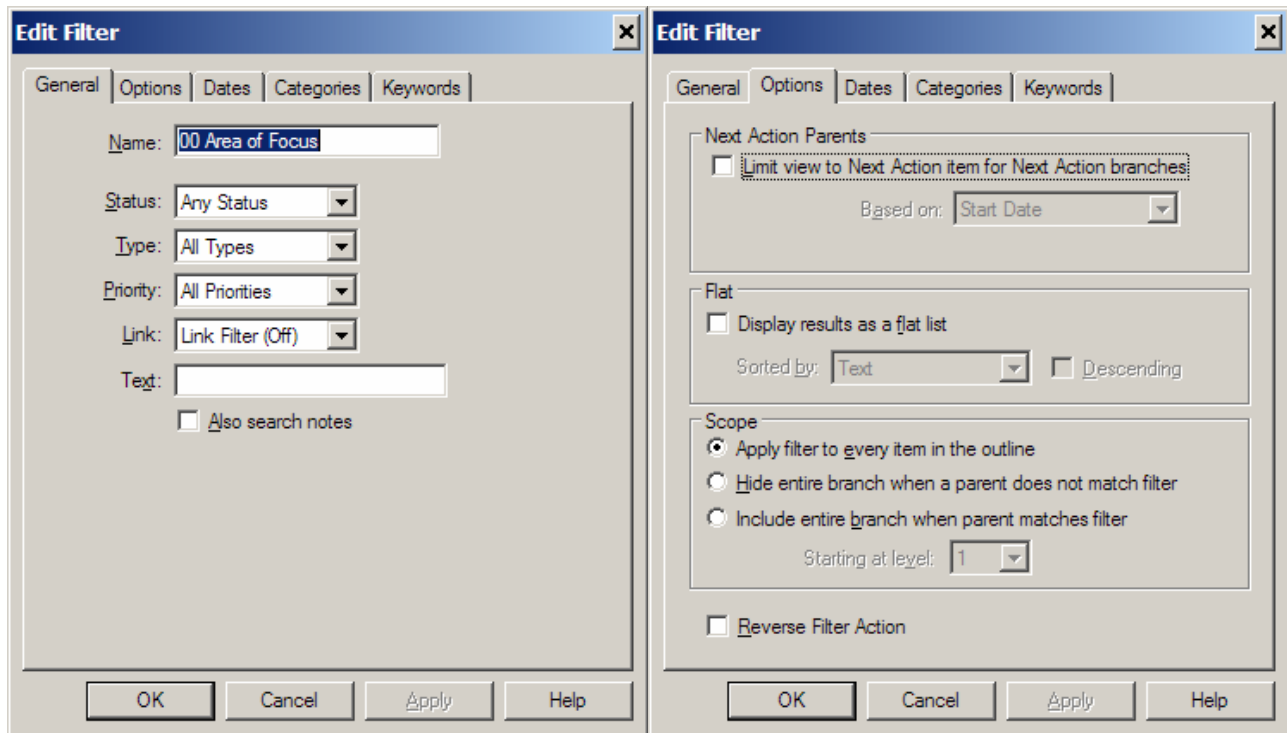 Edit Filter
General Options Dates Categories Keywords
Name: 00 Area of Focus
Status: Any Status
Type: All Types
Priority: All Priorities
Link: Link Filter (Off)
Text:
Also search notes
OK Cancel Apply Help
Edit Filter
General Options Dates Categories Keywords
Next Action Parents
Limit view to Next Action item for Next Action branches
Based on: Start Date
Flat
Display results as a flat list
Sorted by: Text Descending
Scope
Apply filter to every item in the outline
Hide entire branch when a parent does not match filter
Include entire branch when parent matches filter
Starting at level: 1
Reverse Filter Action
OK Cancel Apply Help